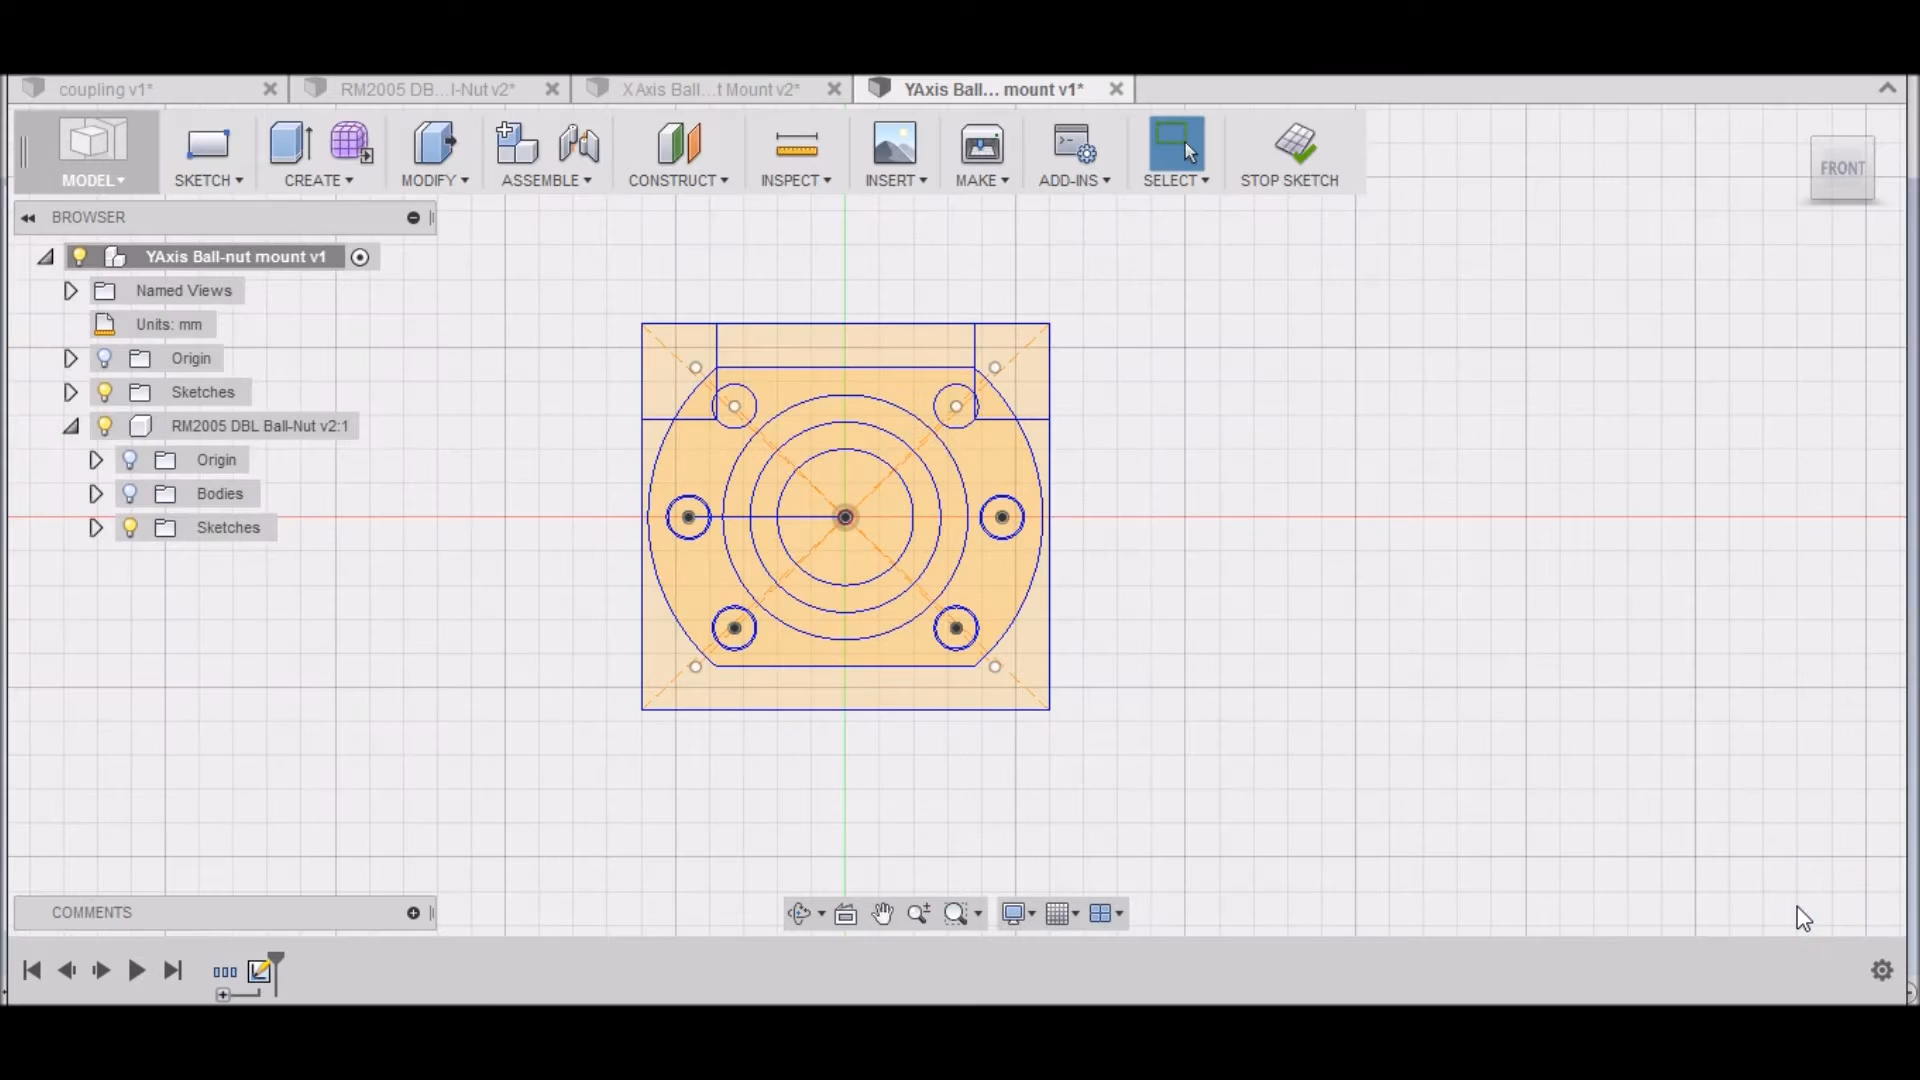 coupling v1*
RM2005 DB...l-Nut v2*
XAxis Ball...t Mount v2*
YAxis Ball... mount v1*
MODEL
SKETCH
CREATE
MODIFY
ASSEMBLE
CONSTRUCT
INSPECT
INSERT
MAKE
ADD-INS
SELECT
STOP SKETCH
FRONT
BROWSER
YAxis Ball-nut mount v1
Named Views
Units: mm
Origin
Sketches
RM2005 DBL Ball-Nut v2:1
Origin
Bodies
Sketches
COMMENTS